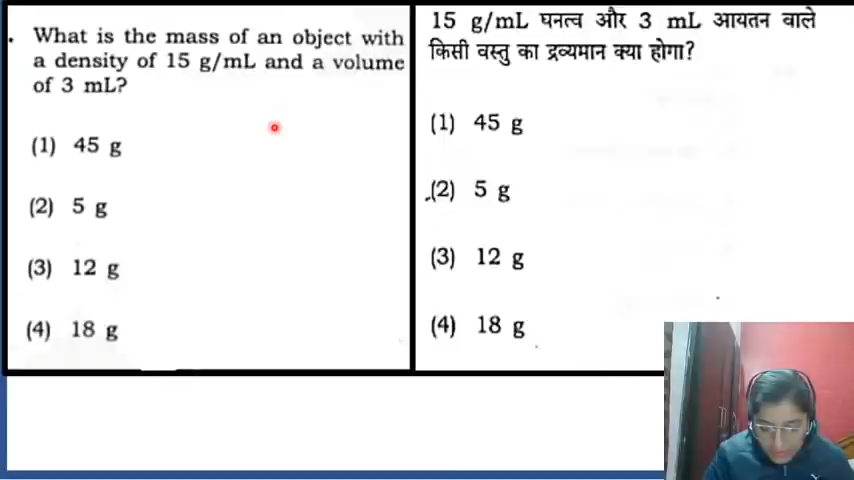 What is the mass of an object with
a density of 15 g/mL and a volume
of 3 mL?
(1) 45 g
(2) 5 g
(3) 12 g
(4) 18 g
15 g/mL घनत्व और 3 mL आयतन वाले
किसी वस्तु का द्रव्यमान क्या होगा?
(1) 45 g
(2) 5 g
(3) 12 g
(4) 18 g